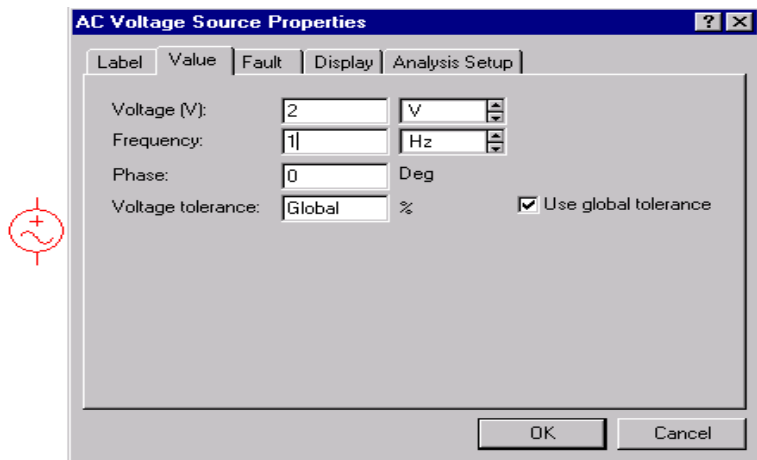 AC Voltage Source Properties
Label Value Fault Display Analysis Setup
Voltage (V): 2 V
Frequency: 1 Hz
Phase: 0 Deg
Voltage tolerance: Global % Use global tolerance
OK Cancel